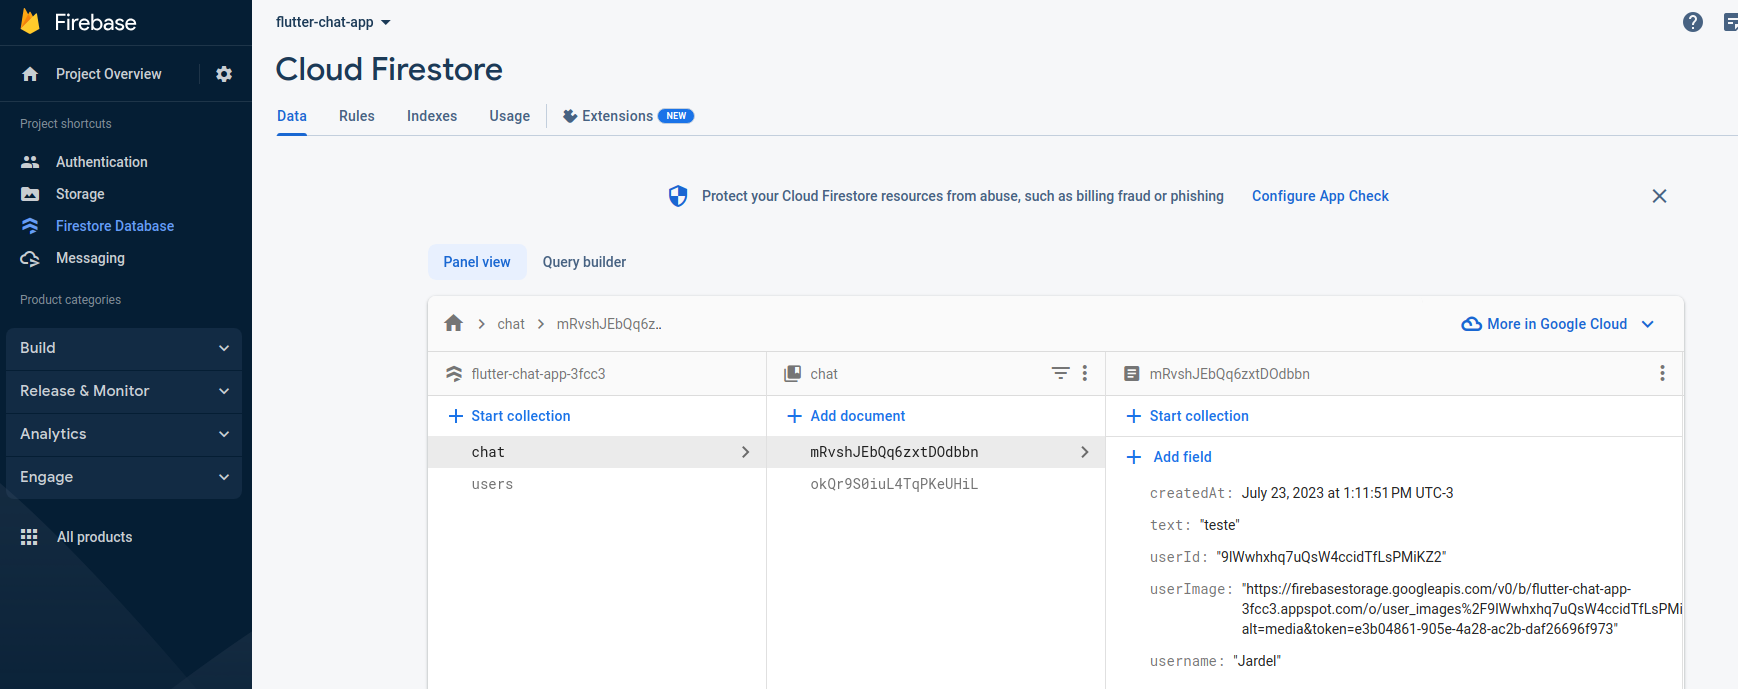 Firebase
Project Overview
Project shortcuts
Authentication
Storage
Firestore Database
Messaging
Product categories
Build
Release & Monitor
Analytics
Engage
All products
flutter-chat-app
Cloud Firestore
Data Rules Indexes Usage Extensions NEW
Protect your Cloud Firestore resources from abuse, such as billing fraud or phishing Configure App Check
Panel view Query builder
chat mRvshJEbQq6z.. More in Google Cloud
flutter-chat-app-3fcc3
Start collection
chat
users
chat
Add document
mRvshJEbQq6zxtDOdbbn
okQr9S0iuL4TqPKeUHiL
mRvshJEbQq6zxtDOdbbn
Start collection
Add field
createdAt: July 23, 2023 at 1:11:51 PM UTC-3
text: "teste"
userId: "9lWwhxhq7uQsW4ccidTfLsPMiKZ2"
userImage: "https://firebasestorage.googleapis.com/v0/b/flutter-chat-app-
3fcc3.appspot.com/o/user_images%2F9lWwhxhq7uQsW4ccidTfLsPMi
alt=media&token=e3b04861-905e-4a28-ac2b-daf26696f973"
username: "Jardel"